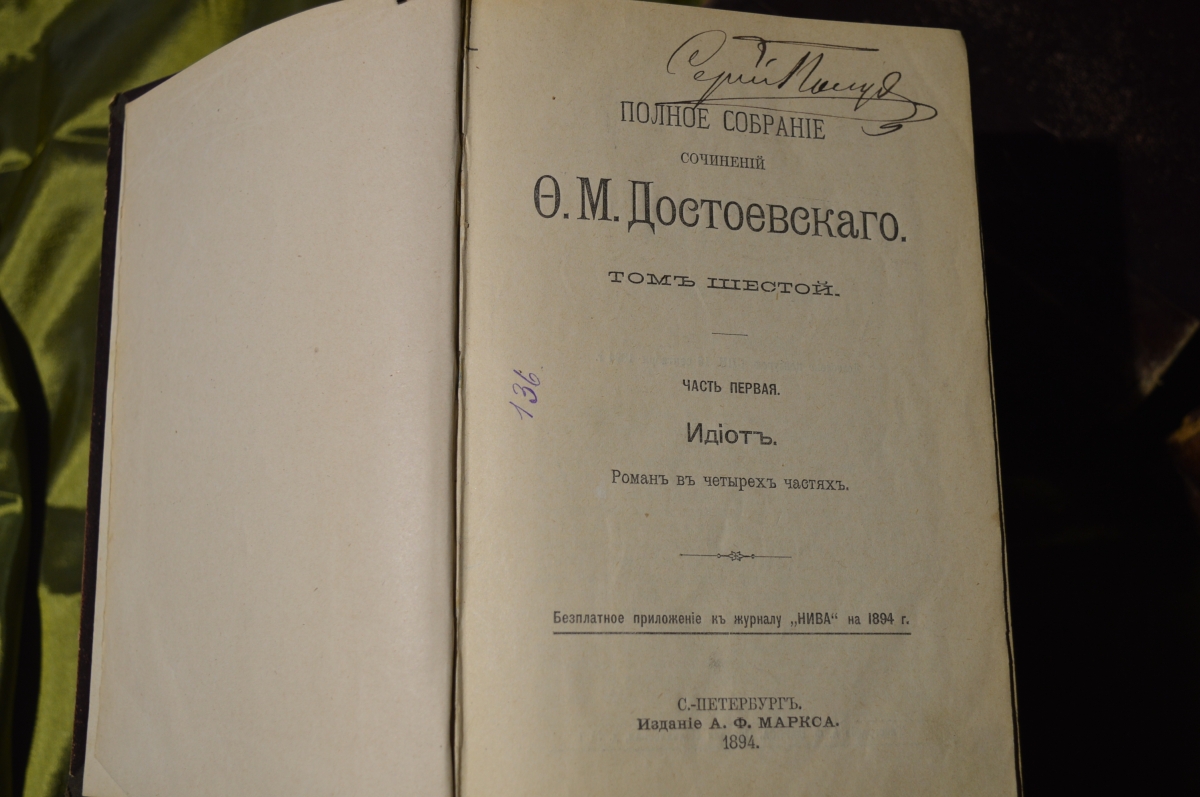 Сергій
ПОЛНОЕ СОБРАНІЕ
СОЧИНЕНІЙ
Ѳ. М. Достоевскаго.
ТОМЪ ШЕСТОЙ.
136
ЧАСТЬ ПЕРВАЯ.
Идіотъ.
Романъ въ четырехъ частяхъ.
Безплатное приложеніе къ журналу „НИВА“ на 1894 г.
С.-ПЕТЕРБУРГЪ.
Изданіе А. Ф. МАРКСА.
1894.